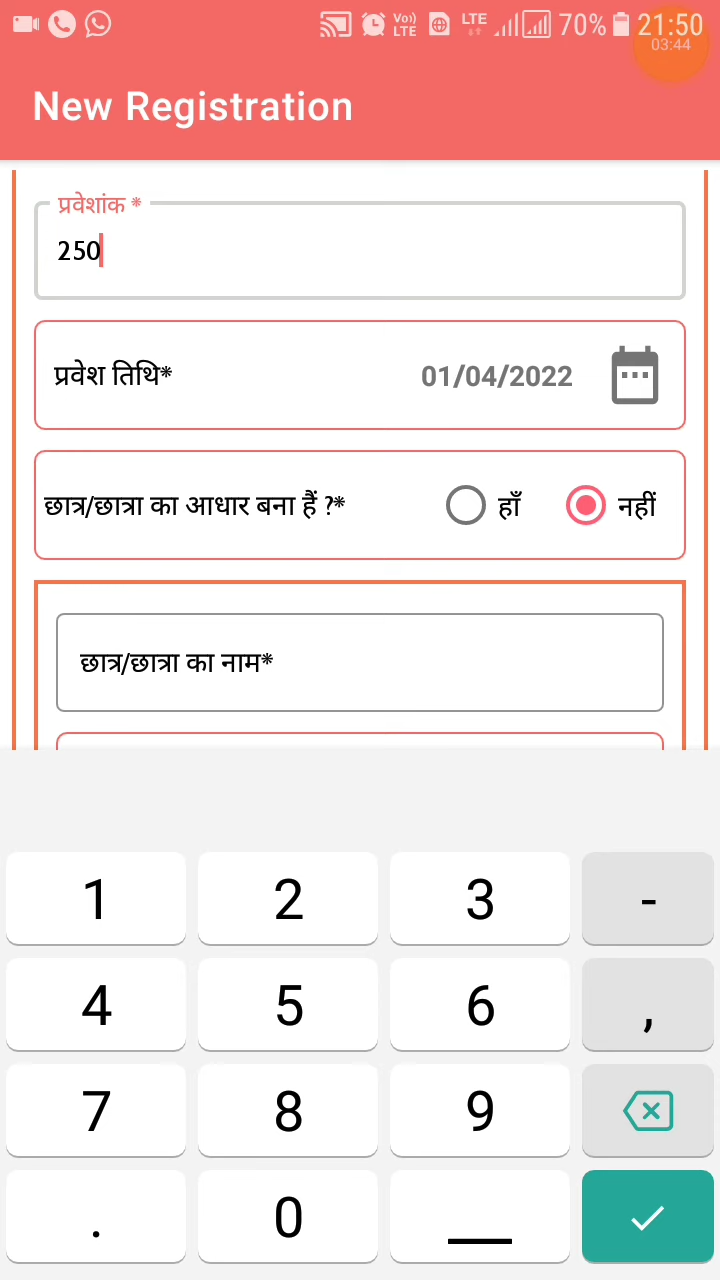 Vo))
LTE
LTE
70%
21:50
03:44
New Registration
प्रवेशांक *
250
प्रवेश तिथि*
01/04/2022
छात्र/छात्रा का आधार बना हैं ?*
हाँ
नहीं
छात्र/छात्रा का नाम*
1 2 3 -
4 5 6 ,
7 8 9
. 0